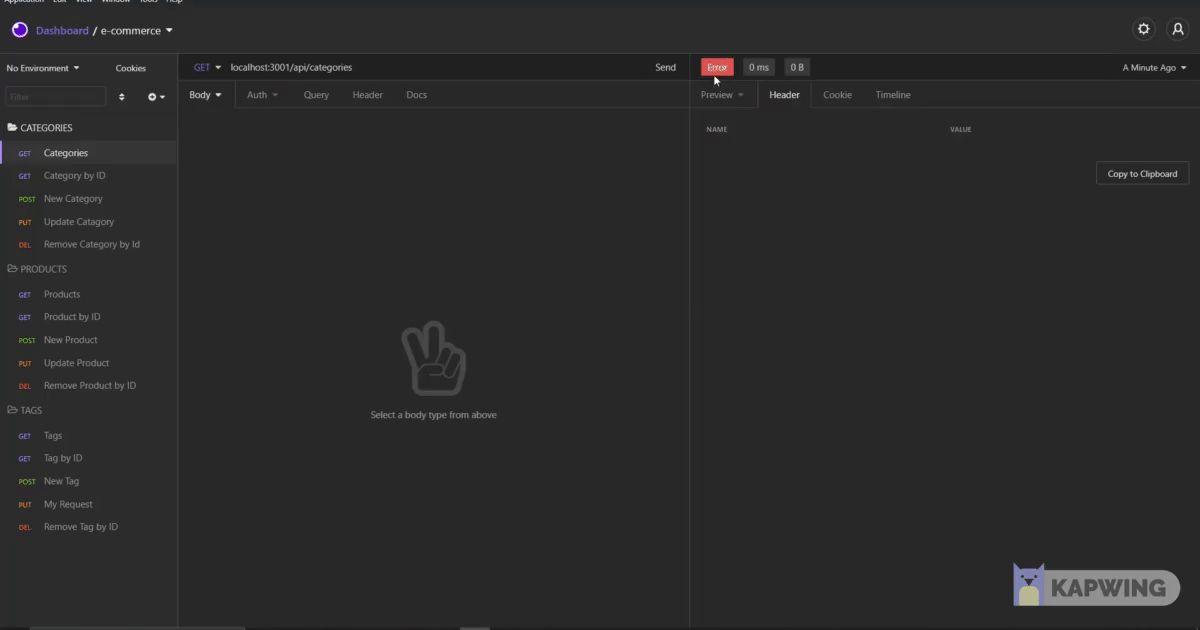 Application Edit View Window Tools Help
Dashboard / e-commerce
No Environment Cookies
GET localhost:3001/api/categories Send
Error 0 ms 0 B
A Minute Ago
Filter
Body Auth Query Header Docs
Preview Header Cookie Timeline
NAME VALUE
Copy to Clipboard
CATEGORIES
GET Categories
GET Category by ID
POST New Category
PUT Update Catagory
DEL Remove Category by Id
PRODUCTS
GET Products
GET Product by ID
POST New Product
PUT Update Product
DEL Remove Product by ID
TAGS
GET Tags
GET Tag by ID
POST New Tag
PUT My Request
DEL Remove Tag by ID
Select a body type from above
KAPWING